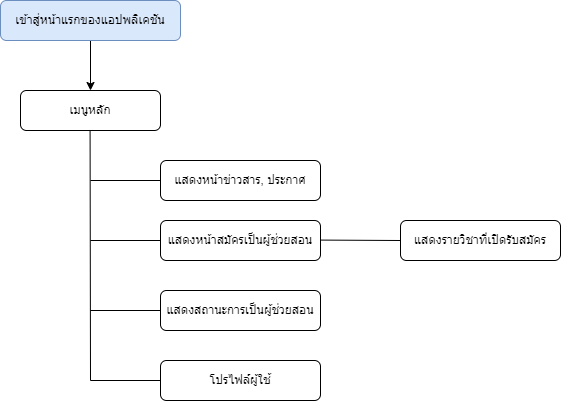 เข้าสู่หน้าแรกของแอปพลิเคชัน
เมนูหลัก
แสดงหน้าข่าวสาร, ประกาศ
แสดงหน้าสมัครเป็นผู้ช่วยสอน
แสดงรายวิชาที่เปิดรับสมัคร
แสดงสถานะการเป็นผู้ช่วยสอน
โปรไฟล์ผู้ใช้